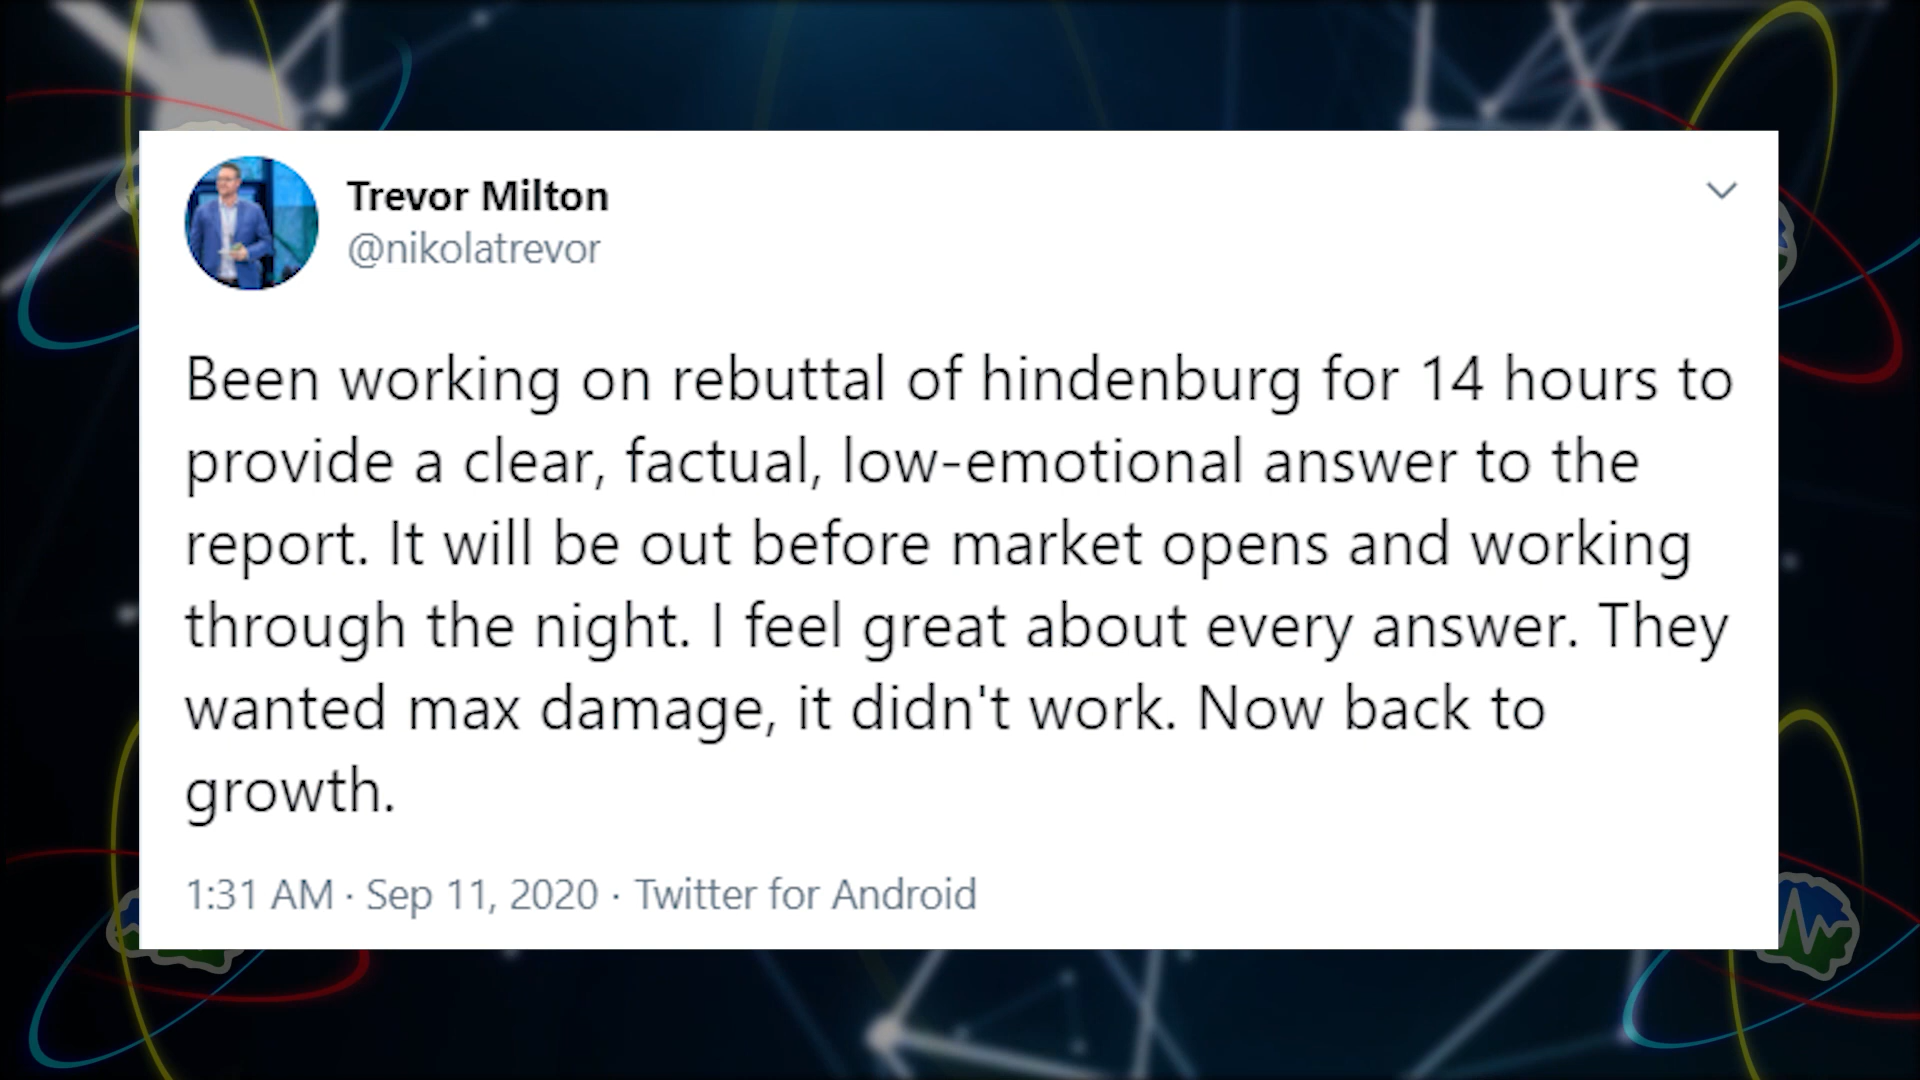 Trevor Milton
@nikolatrevor
Been working on rebuttal of hindenburg for 14 hours to
provide a clear, factual, low-emotional answer to the
report. It will be out before market opens and working
through the night. I feel great about every answer. They
wanted max damage, it didn't work. Now back to
growth.
1:31 AM · Sep 11, 2020 · Twitter for Android